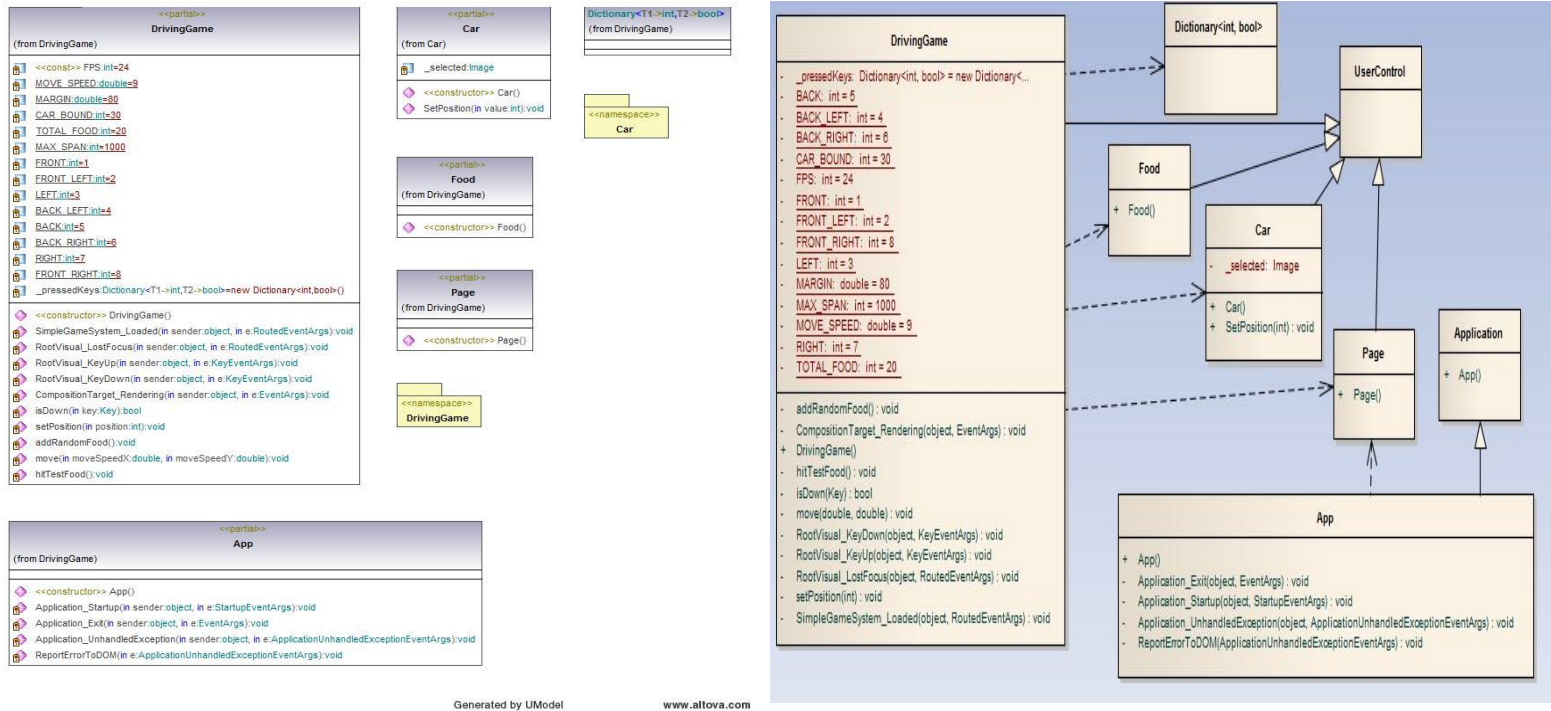 <<partial>>
DrivingGame
(from DrivingGame)
<<const>> FPS:int=24
MOVE_SPEED:double=9
MARGIN:double=80
CAR_BOUND:int=30
TOTAL_FOOD:int=20
MAX_SPAN:int=1000
FRONT:int=1
FRONT_LEFT:int=2
LEFT:int=3
BACK_LEFT:int=4
BACK:int=5
BACK_RIGHT:int=6
RIGHT:int=7
FRONT_RIGHT:int=8
_pressedKeys:Dictionary<T1->int,T2->bool>=new Dictionary<int,bool>()
<<constructor>> DrivingGame()
SimpleGameSystem_Loaded(in sender:object, in e:RoutedEventArgs):void
RootVisual_LostFocus(in sender:object, in e:RoutedEventArgs):void
RootVisual_KeyUp(in sender:object, in e:KeyEventArgs):void
RootVisual_KeyDown(in sender:object, in e:KeyEventArgs):void
CompositionTarget_Rendering(in sender:object, in e:EventArgs):void
isDown(in key:Key):bool
setPosition(in position:int):void
addRandomFood():void
move(in moveSpeedX:double, in moveSpeedY:double):void
hitTestFood():void
<<partial>>
Car
(from Car)
_selected:Image
<<constructor>> Car()
SetPosition(in value:int):void
Dictionary<T1->int,T2->bool>
(from DrivingGame)
<<namespace>>
Car
<<partial>>
Food
(from DrivingGame)
<<constructor>> Food()
<<partial>>
Page
(from DrivingGame)
<<constructor>> Page()
<<namespace>>
DrivingGame
<<partial>>
App
(from DrivingGame)
<<constructor>> App()
Application_Startup(in sender:object, in e:StartupEventArgs):void
Application_Exit(in sender:object, in e:EventArgs):void
Application_UnhandledException(in sender:object, in e:ApplicationUnhandledExceptionEventArgs):void
ReportErrorToDOM(in e:ApplicationUnhandledExceptionEventArgs):void
Generated by UModel
www.altova.com
DrivingGame
- _pressedKeys: Dictionary<int, bool> = new Dictionary<...
- BACK: int = 5
- BACK_LEFT: int = 4
- BACK_RIGHT: int = 6
- CAR_BOUND: int = 30
- FPS: int = 24
- FRONT: int = 1
- FRONT_LEFT: int = 2
- FRONT_RIGHT: int = 8
- LEFT: int = 3
- MARGIN: double = 80
- MAX_SPAN: int = 1000
- MOVE_SPEED: double = 9
- RIGHT: int = 7
- TOTAL_FOOD: int = 20
- addRandomFood() : void
- CompositionTarget_Rendering(object, EventArgs) : void
+ DrivingGame()
- hitTestFood() : void
- isDown(Key) : bool
- move(double, double) : void
- RootVisual_KeyDown(object, KeyEventArgs) : void
- RootVisual_KeyUp(object, KeyEventArgs) : void
- RootVisual_LostFocus(object, RoutedEventArgs) : void
- setPosition(int) : void
- SimpleGameSystem_Loaded(object, RoutedEventArgs) : void
Dictionary<int, bool>
UserControl
Food
+ Food()
Car
- _selected: Image
+ Car()
+ SetPosition(int) : void
Page
+ Page()
Application
+ App()
App
+ App()
- Application_Exit(object, EventArgs) : void
- Application_Startup(object, StartupEventArgs) : void
- Application_UnhandledException(object, ApplicationUnhandledExceptionEventArgs) : void
- ReportErrorToDOM(ApplicationUnhandledExceptionEventArgs) : void